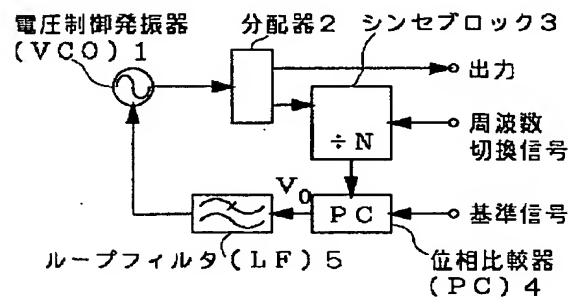 電圧制御発振器
(VCO)1
分配器2
シンセブロック3
出力
÷N
周波数
切換信号
V0
PC
基準信号
ループフィルタ(LF)5
位相比較器
(PC)4